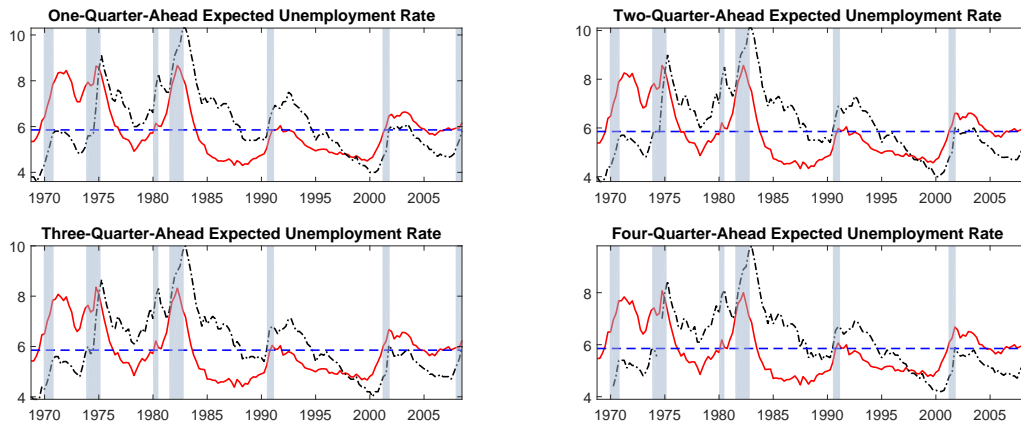 One-Quarter-Ahead Expected Unemployment Rate
10
8
6
4
1970 1975 1980 1985 1990 1995 2000 2005
Two-Quarter-Ahead Expected Unemployment Rate
10
8
6
4
1970 1975 1980 1985 1990 1995 2000 2005
Three-Quarter-Ahead Expected Unemployment Rate
10
8
6
4
1970 1975 1980 1985 1990 1995 2000 2005
Four-Quarter-Ahead Expected Unemployment Rate
8
6
4
1970 1975 1980 1985 1990 1995 2000 2005